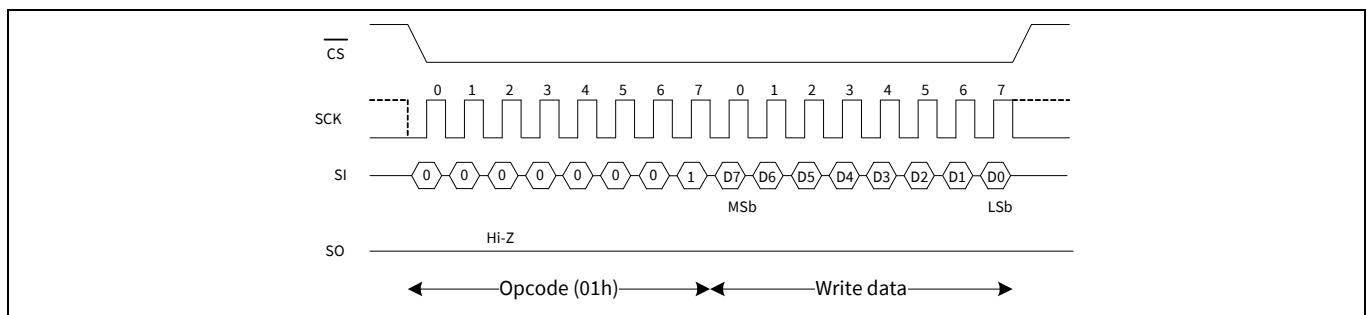 CS
0 1 2 3 4 5 6 7 0 1 2 3 4 5 6 7
SCK
SI 0 0 0 0 0 0 0 1 D7 D6 D5 D4 D3 D2 D1 D0
MSb LSb
Hi-Z
SO
Opcode (01h) Write data